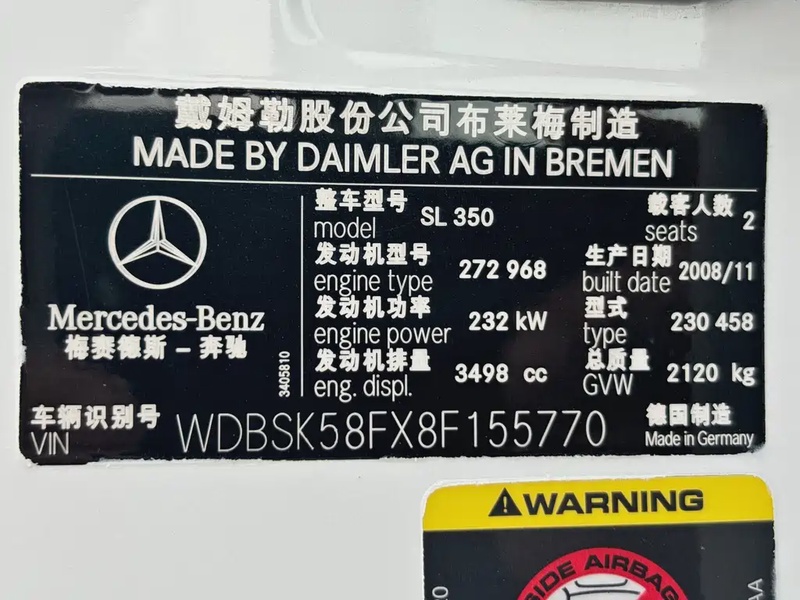 戴姆勒股份公司布莱梅制造
MADE BY DAIMLER AG IN BREMEN
Mercedes-Benz
梅赛德斯 – 奔驰
3405810
整车型号 SL 350 载客人数 2
model seats
发动机型号 272 968 生产日期 2008/11
engine type built date
发动机功率 232 kW 型式 230 458
engine power type
发动机排量 3498 cc 总质量 2120 kg
eng. displ. GVW
车辆识别号 WDBSK58FX8F155770 德国制造
VIN Made in Germany
WARNING
SIDE AIRBAG